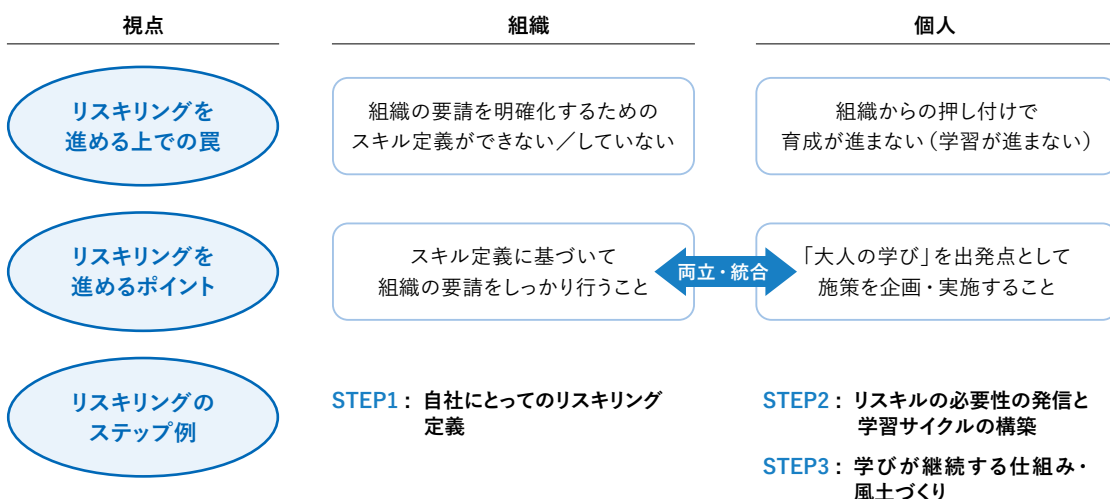 視点
組織
個人
リスキリングを
進める上での罠
組織の要請を明確化するための
スキル定義ができない／していない
組織からの押し付けで
育成が進まない（学習が進まない）
リスキリングを
進めるポイント
スキル定義に基づいて
組織の要請をしっかり行うこと
両立・統合
「大人の学び」を出発点として
施策を企画・実施すること
リスキリングの
ステップ例
STEP1： 自社にとってのリスキリング
定義
STEP2： リスキルの必要性の発信と
学習サイクルの構築
STEP3： 学びが継続する仕組み・
風土づくり